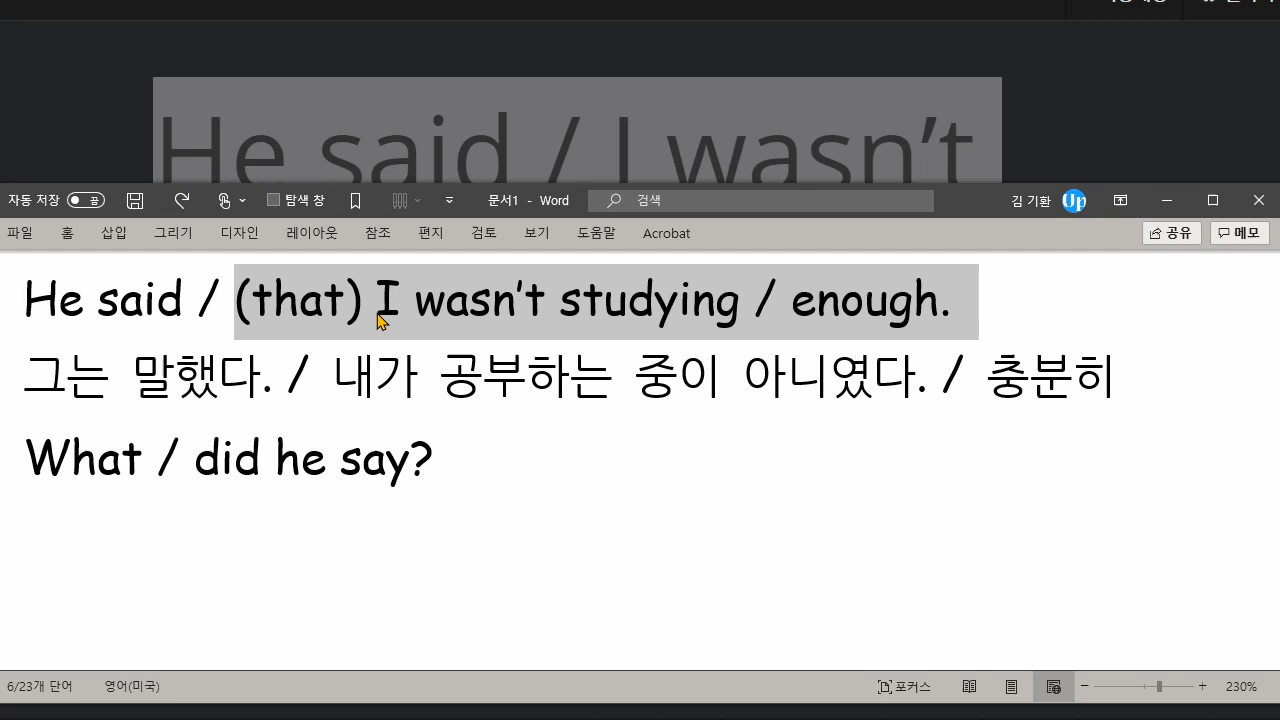 He said / I wasn't
자동 저장 끔 탐색 창 문서1 - Word 검색 김 기환 Up
파일 홈 삽입 그리기 디자인 레이아웃 참조 편지 검토 보기 도움말 Acrobat 공유 메모
He said / (that) I wasn't studying / enough.
그는 말했다. / 내가 공부하는 중이 아니였다. / 충분히
What / did he say?
6/23개 단어 영어(미국) 포커스 230%